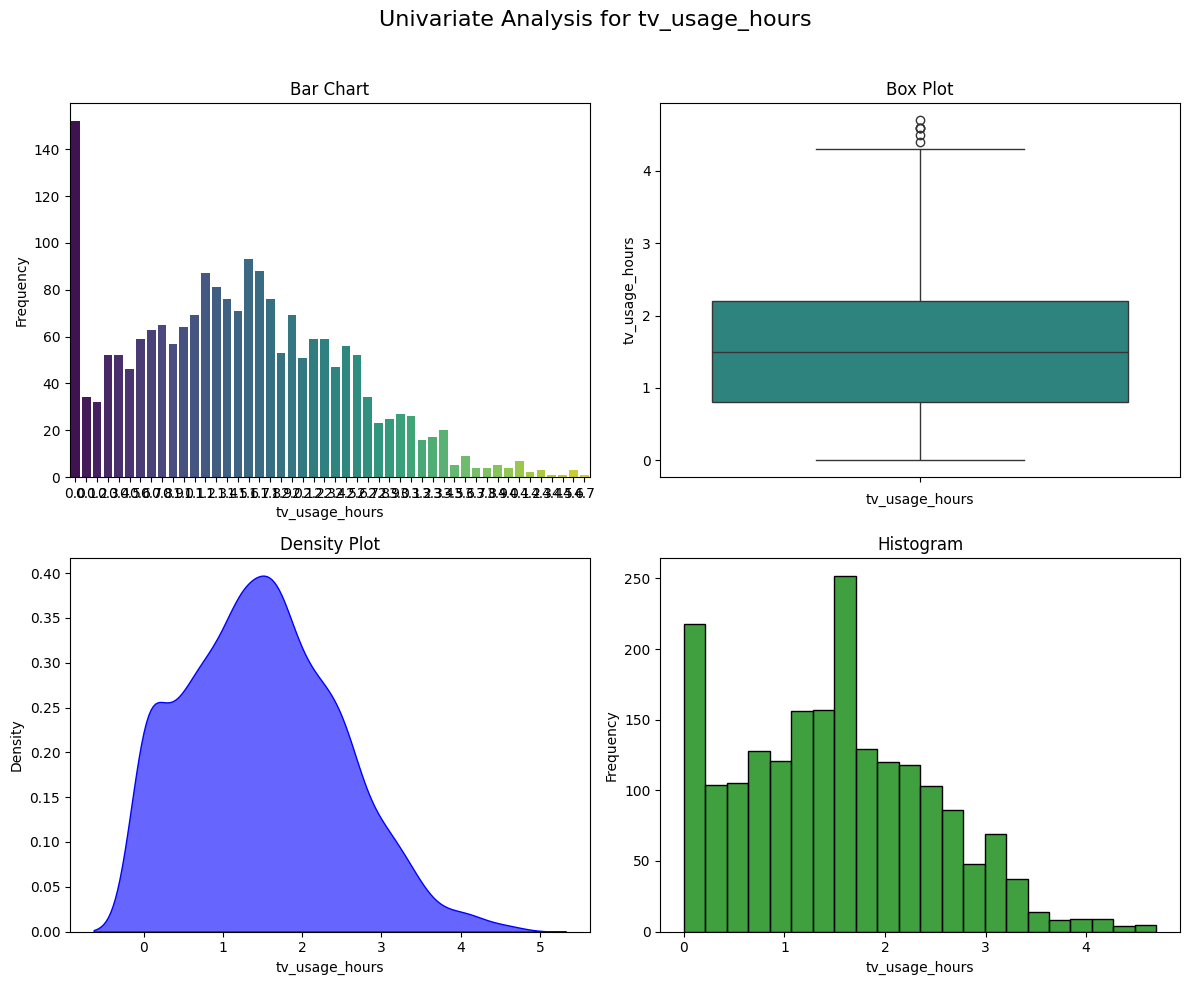 Univariate Analysis for tv_usage_hours
Bar Chart
Frequency
140
120
100
80
60
40
20
0
tv_usage_hours
Box Plot
tv_usage_hours
4
3
2
1
0
tv_usage_hours
Density Plot
Density
0.40
0.35
0.30
0.25
0.20
0.15
0.10
0.05
0.00
0 1 2 3 4 5
tv_usage_hours
Histogram
Frequency
250
200
150
100
50
0
0 1 2 3 4
tv_usage_hours